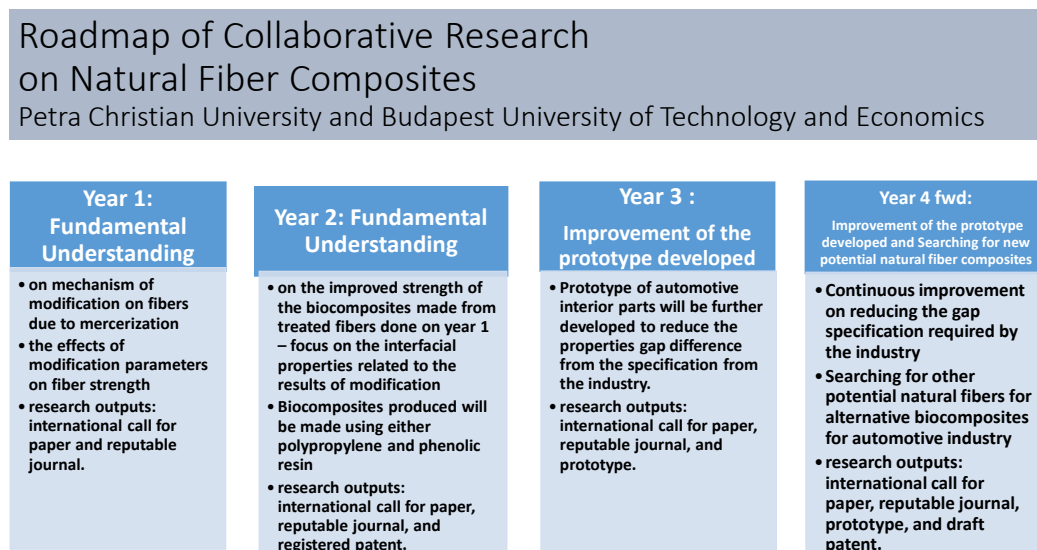 Roadmap of Collaborative Research
on Natural Fiber Composites
Petra Christian University and Budapest University of Technology and Economics
Year 1:
Fundamental
Understanding
• on mechanism of
modification on fibers
due to mercerization
• the effects of
modification parameters
on fiber strength
• research outputs:
international call for
paper and reputable
journal.
Year 2: Fundamental
Understanding
• on the improved strength of
the biocomposites made from
treated fibers done on year 1
– focus on the interfacial
properties related to the
results of modification
• Biocomposites produced will
be made using either
polypropylene and phenolic
resin
• research outputs:
international call for paper,
reputable journal, and
registered patent.
Year 3 :
Improvement of the
prototype developed
• Prototype of automotive
interior parts will be further
developed to reduce the
properties gap difference
from the specification from
the industry.
• research outputs:
international call for paper,
reputable journal, and
prototype.
Year 4 fwd:
Improvement of the prototype
developed and Searching for new
potential natural fiber composites
• Continuous improvement
on reducing the gap
specification required by
the industry
• Searching for other
potential natural fibers for
alternative biocomposites
for automotive industry
• research outputs:
international call for
paper, reputable journal,
prototype, and draft
patent.